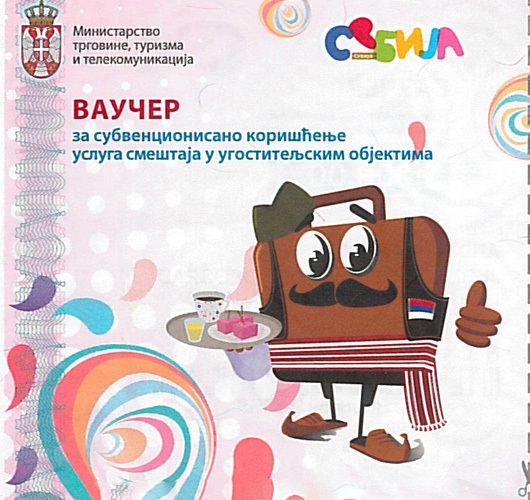 Министарство
трговине, туризма
и телекомуникација
СРБИЈА
ВАУЧЕР
за субвенционисано коришћење
услуга смештаја у угоститељским објектима